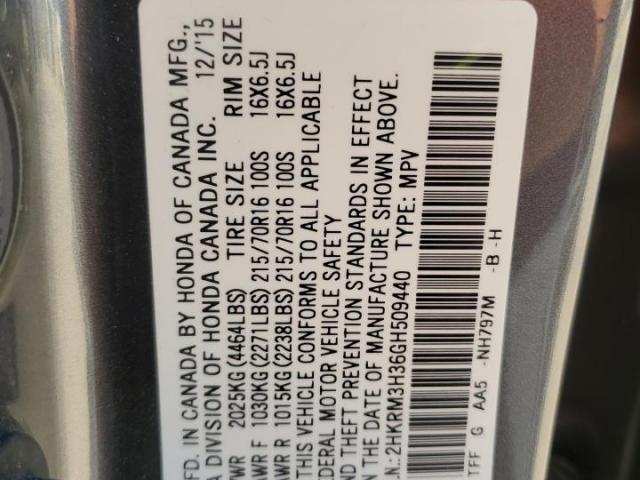 FD. IN CANADA BY HONDA OF CANADA MFG.,
A DIVISION OF HONDA CANADA INC. 12/'15
VWR 2025KG (4464LBS) TIRE SIZE RIM SIZE
AWR F 1030KG (2271LBS) 215/70R16 100S 16X6.5J
AWR R 1015KG (2238LBS) 215/70R16 100S 16X6.5J
THIS VEHICLE CONFORMS TO ALL APPLICABLE
EDERAL MOTOR VEHICLE SAFETY
ND THEFT PREVENTION STANDARDS IN EFFECT
N THE DATE OF MANUFACTURE SHOWN ABOVE.
.N.: 2HKRM3H36GH509440 TYPE: MPV
TFF G AA5 -NH797M -B -H